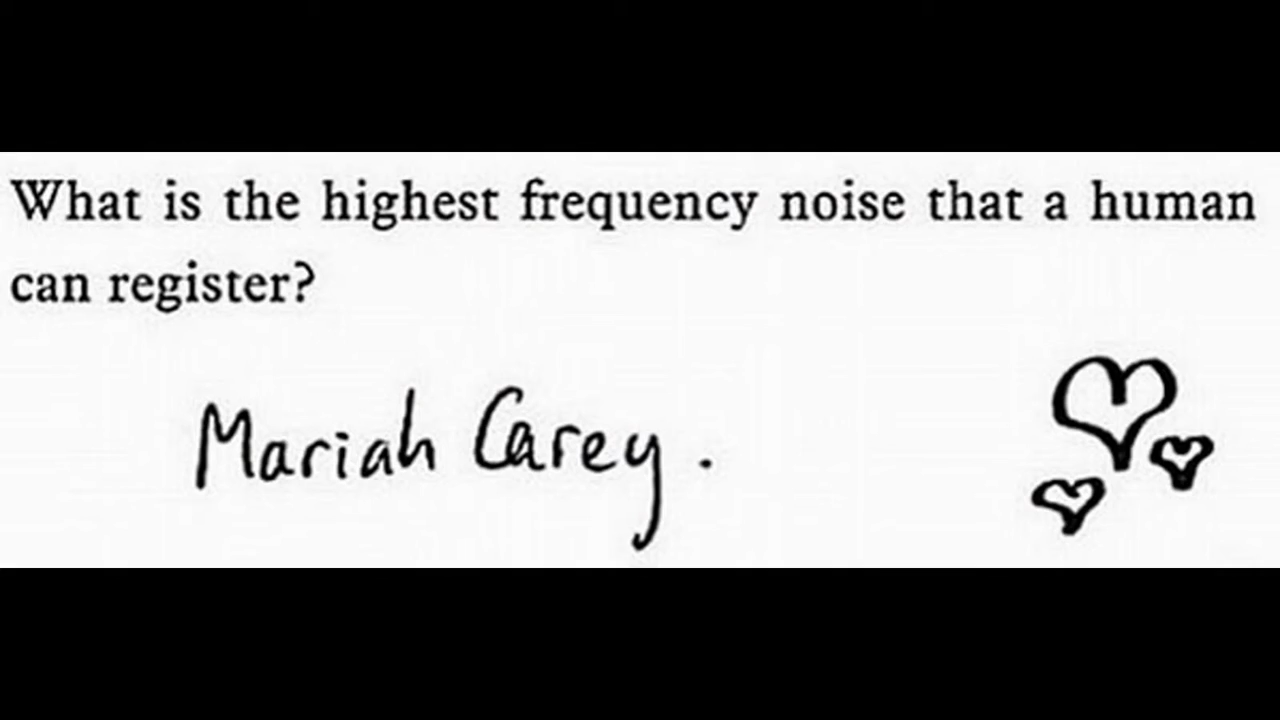 What is the highest frequency noise that a human
can register?
Mariah Carey.